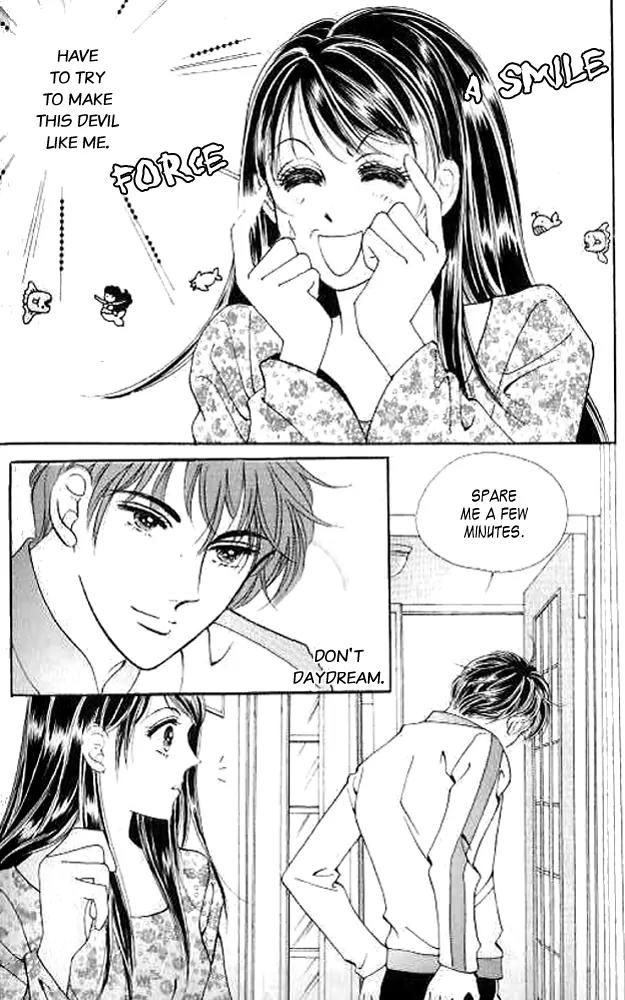 HAVE
TO TRY
TO MAKE
THIS DEVIL
LIKE ME.
FORCE
A SMILE
DON'T
DAYDREAM.
SPARE
ME A FEW
MINUTES.